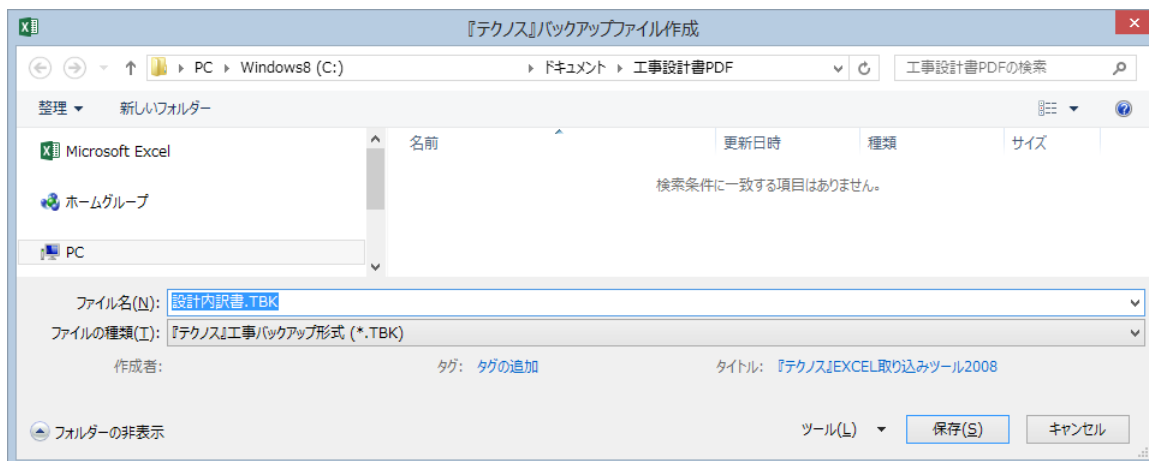 『テクノス』バックアップファイル作成
PC Windows8 (C:) ドキュメント 工事設計書PDF 工事設計書PDFの検索
整理 新しいフォルダー
名前 更新日時 種類 サイズ
Microsoft Excel
検索条件に一致する項目はありません。
ホームグループ
PC
ファイル名(N): 設計内訳書.TBK
ファイルの種類(T): 『テクノス』工事バックアップ形式 (*.TBK)
作成者: タグ: タグの追加 タイトル: 『テクノス』EXCEL取り込みツール2008
フォルダーの非表示 ツール(L) 保存(S) キャンセル